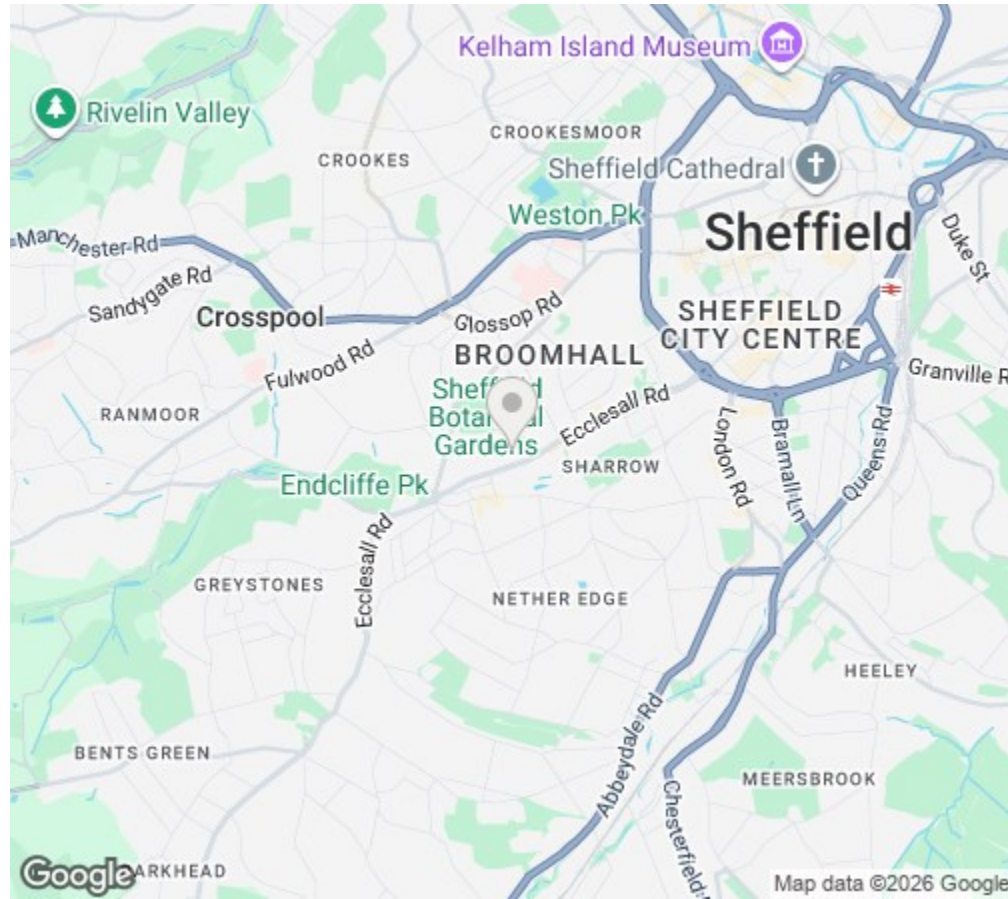 Kelham Island Museum
Rivelin Valley
CROOKESMOOR
CROOKES
Sheffield Cathedral
Weston Pk
Manchester Rd
Sheffield
Duke St
Sandygate Rd
Crosspool
Glossop Rd
SHEFFIELD
CITY CENTRE
BROOMHALL
Fulwood Rd
Granville R
Sheffield
Botanical
Gardens
RANMOOR
Ecclesall Rd
London Rd
Bramall Ln
Queens Rd
SHARROW
Endcliffe Pk
Ecclesall Rd
GREYSTONES
NETHER EDGE
HEELEY
Abbeydale Rd
BENTS GREEN
MEERSBROOK
Chesterfield
ARKHEAD
Google
Map data ©2026 Google